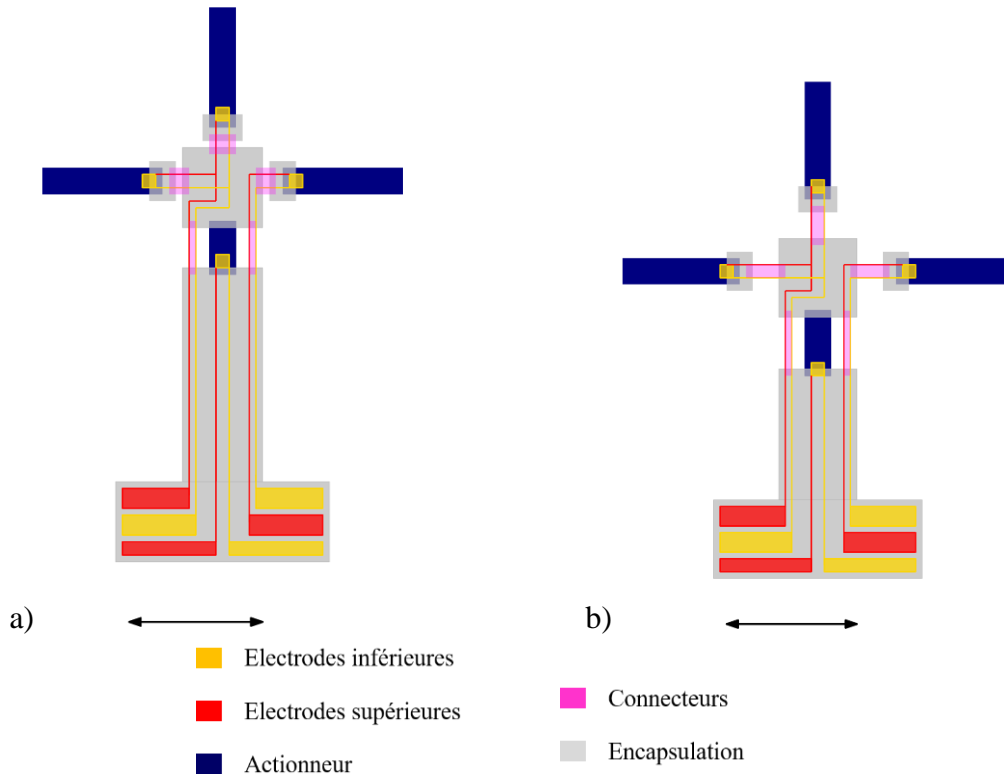 a)
b)
Electrodes inférieures
Electrodes supérieures
Actionneur
Connecteurs
Encapsulation